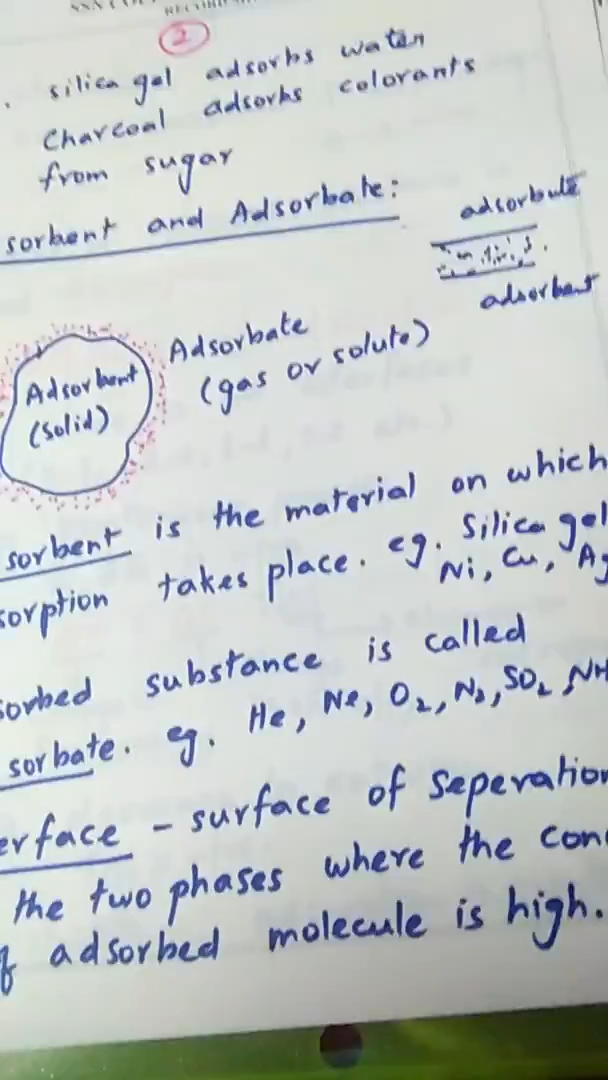 2
silica gel adsorbs water
Charcoal adsorbs colorants
from sugar
sorbent and Adsorbate:
adsorbate
adsorbent
Adsorbent
(solid)
Adsorbate
(gas or solute)
sorbent is the material on which
sorption takes place. eg. Silica gel
Ni, Cu, Ag
sorbed substance is called
sorbate. eg. He, Ne, O2, N2, SO2, NH
erface - surface of seperation
the two phases where the conc
of adsorbed molecule is high.